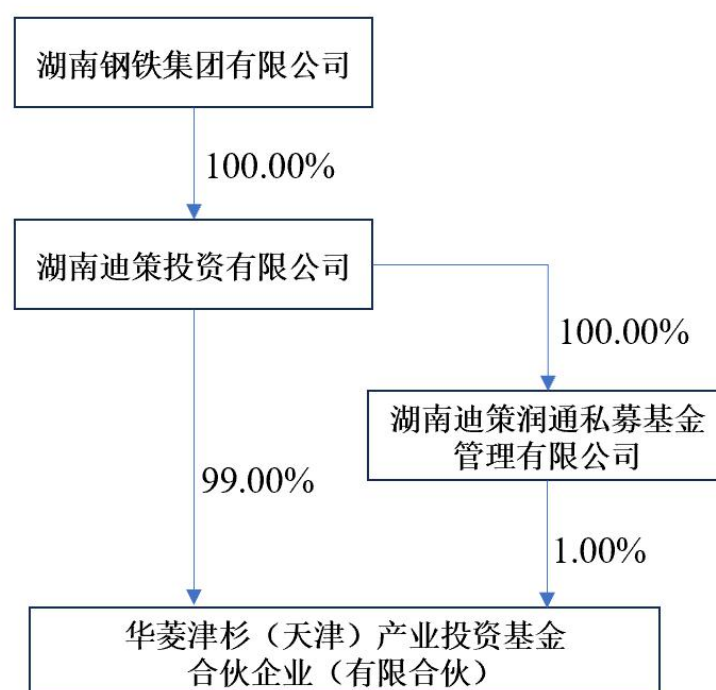 湖南钢铁集团有限公司
100.00%
湖南迪策投资有限公司
100.00%
湖南迪策润通私募基金
管理有限公司
99.00%
1.00%
华菱津杉（天津）产业投资基金
合伙企业（有限合伙）